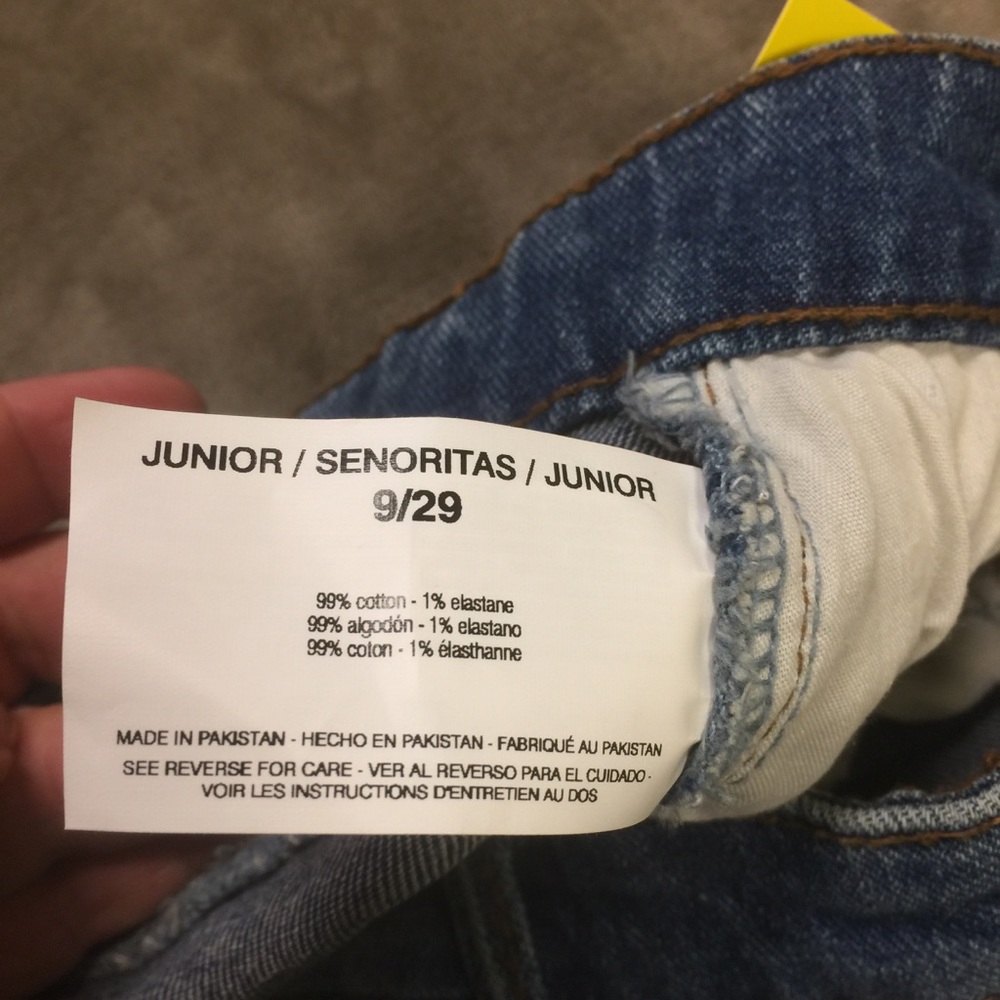 JUNIOR / SENORITAS / JUNIOR
9/29
99% cotton - 1% elastane
99% algodón - 1% elastano
99% coton - 1% élasthanne
MADE IN PAKISTAN - HECHO EN PAKISTAN - FABRIQUÉ AU PAKISTAN
SEE REVERSE FOR CARE - VER AL REVERSO PARA EL CUIDADO -
VOIR LES INSTRUCTIONS D'ENTRETIEN AU DOS